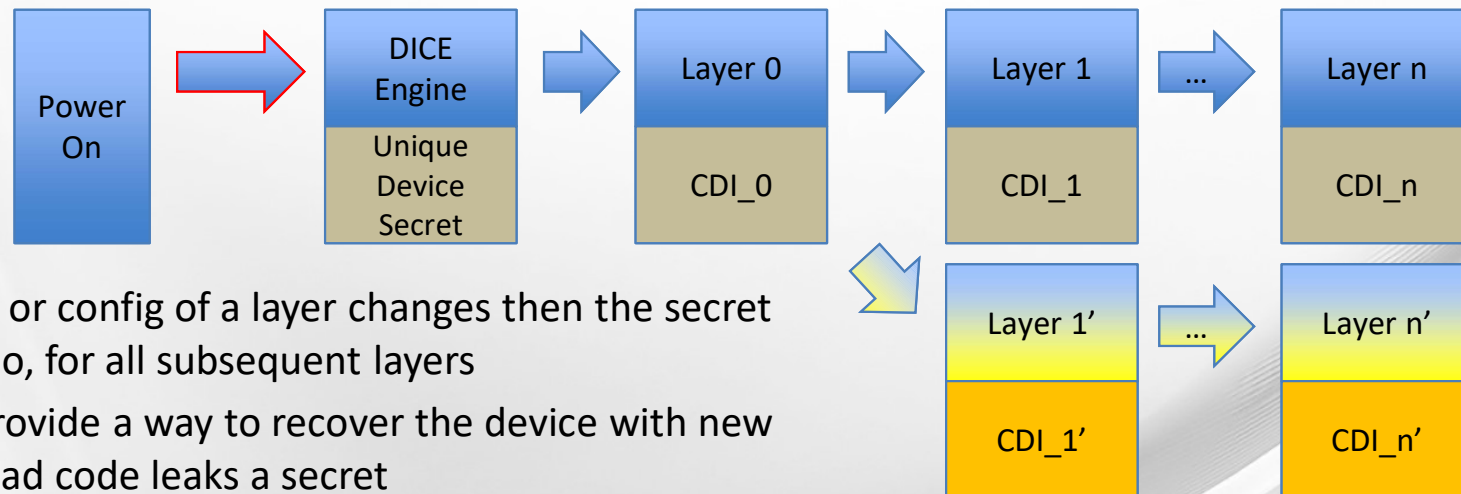 Power
On
DICE
Engine
Unique
Device
Secret
Layer 0
CDI_0
Layer 1
CDI_1
...
Layer n
CDI_n
or config of a layer changes then the secret
o, for all subsequent layers
rovide a way to recover the device with new
ad code leaks a secret
Layer 1’
CDI_1’
...
Layer n’
CDI_n’